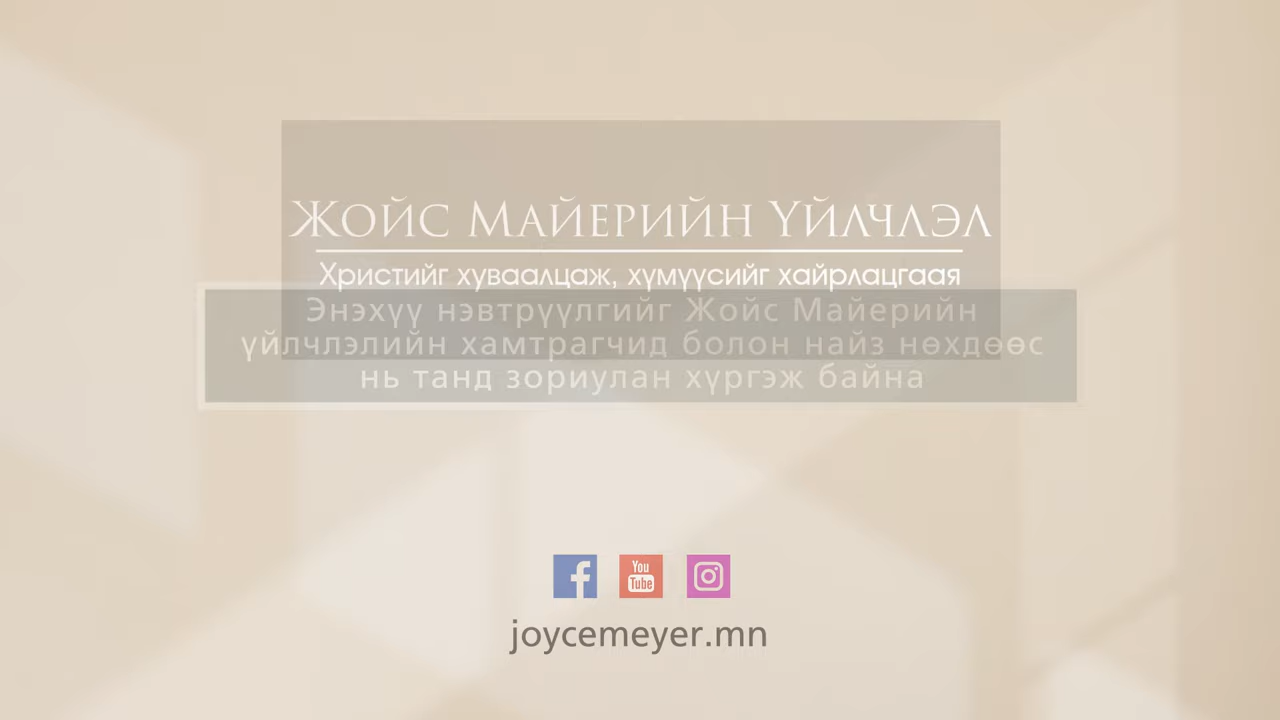 Жойс Майерийн Үйлчлэл
Христийг хуваалцаж, хүмүүсийг хайрлацгаая
Энэхүү нэвтрүүлгийг Жойс Майерийн
үйлчлэлийн хамтрагчид болон найз нөхдөөс
нь танд зориулан хүргэж байна
You
Tube
joycemeyer.mn